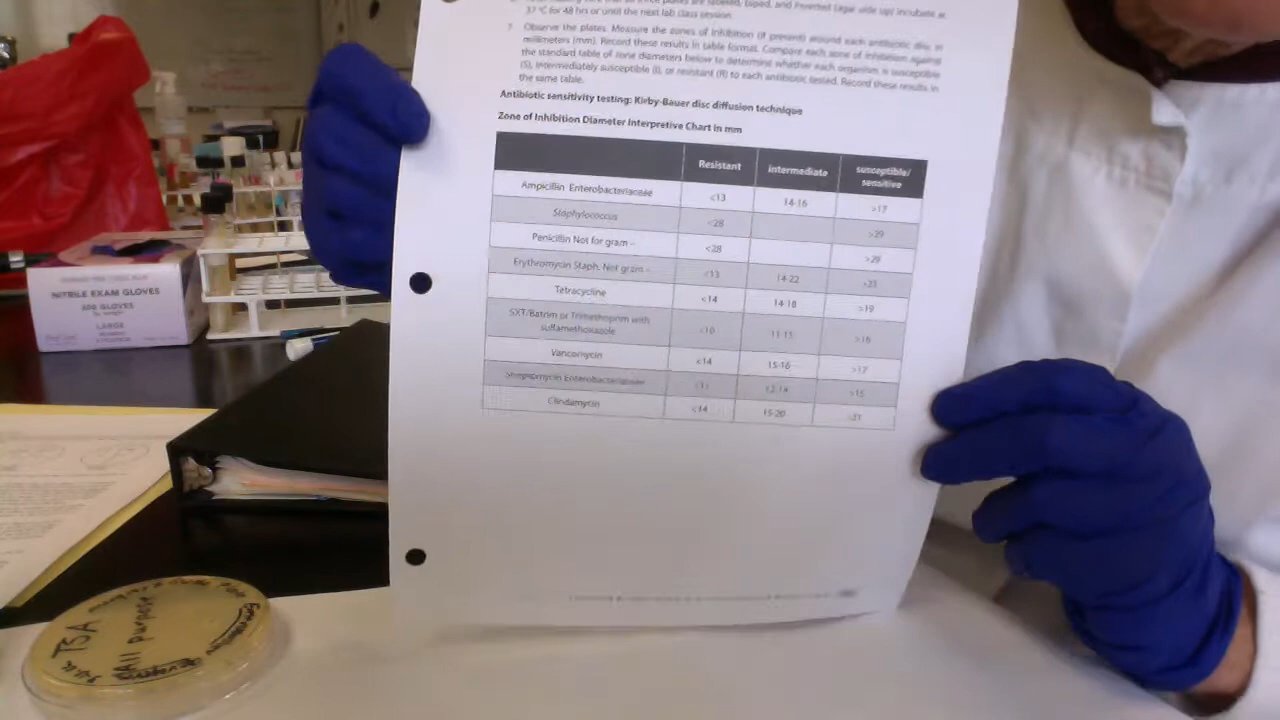 37 °C for 48 hrs or until the next lab class session.
7. Observe the plates. Measure the zones of inhibition (if present) around each antibiotic disc in
millimeters (mm). Record these results in table format. Compare each zone of inhibition against
the standard table of zone diameters below to determine whether each organism is susceptible
(S), intermediately susceptible (I), or resistant (R) to each antibiotic tested. Record these results in
the same table.
Antibiotic sensitivity testing: Kirby-Bauer disc diffusion technique
Zone of Inhibition Diameter Interpretive Chart in mm
Resistant intermediate susceptible/
sensitive
Ampicillin Enterobacteriaceae <13 14-16 >17
Staphylococcus <28 >29
Penicillin Not for gram – <28 >29
Erythromycin Staph. Not gram – <13 14-22
Tetracycline <14 14-18 >19
SXT/Batrim or Trimethoprim with
sulfamethoxazole <10 11-15 >16
Vancomycin <14 15-16 >17
Streptomycin Enterobacteriaceae
Clindamycin <14 15-20
NITRILE EXAM GLOVES
200 GLOVES
LARGE
TSA
All purpose